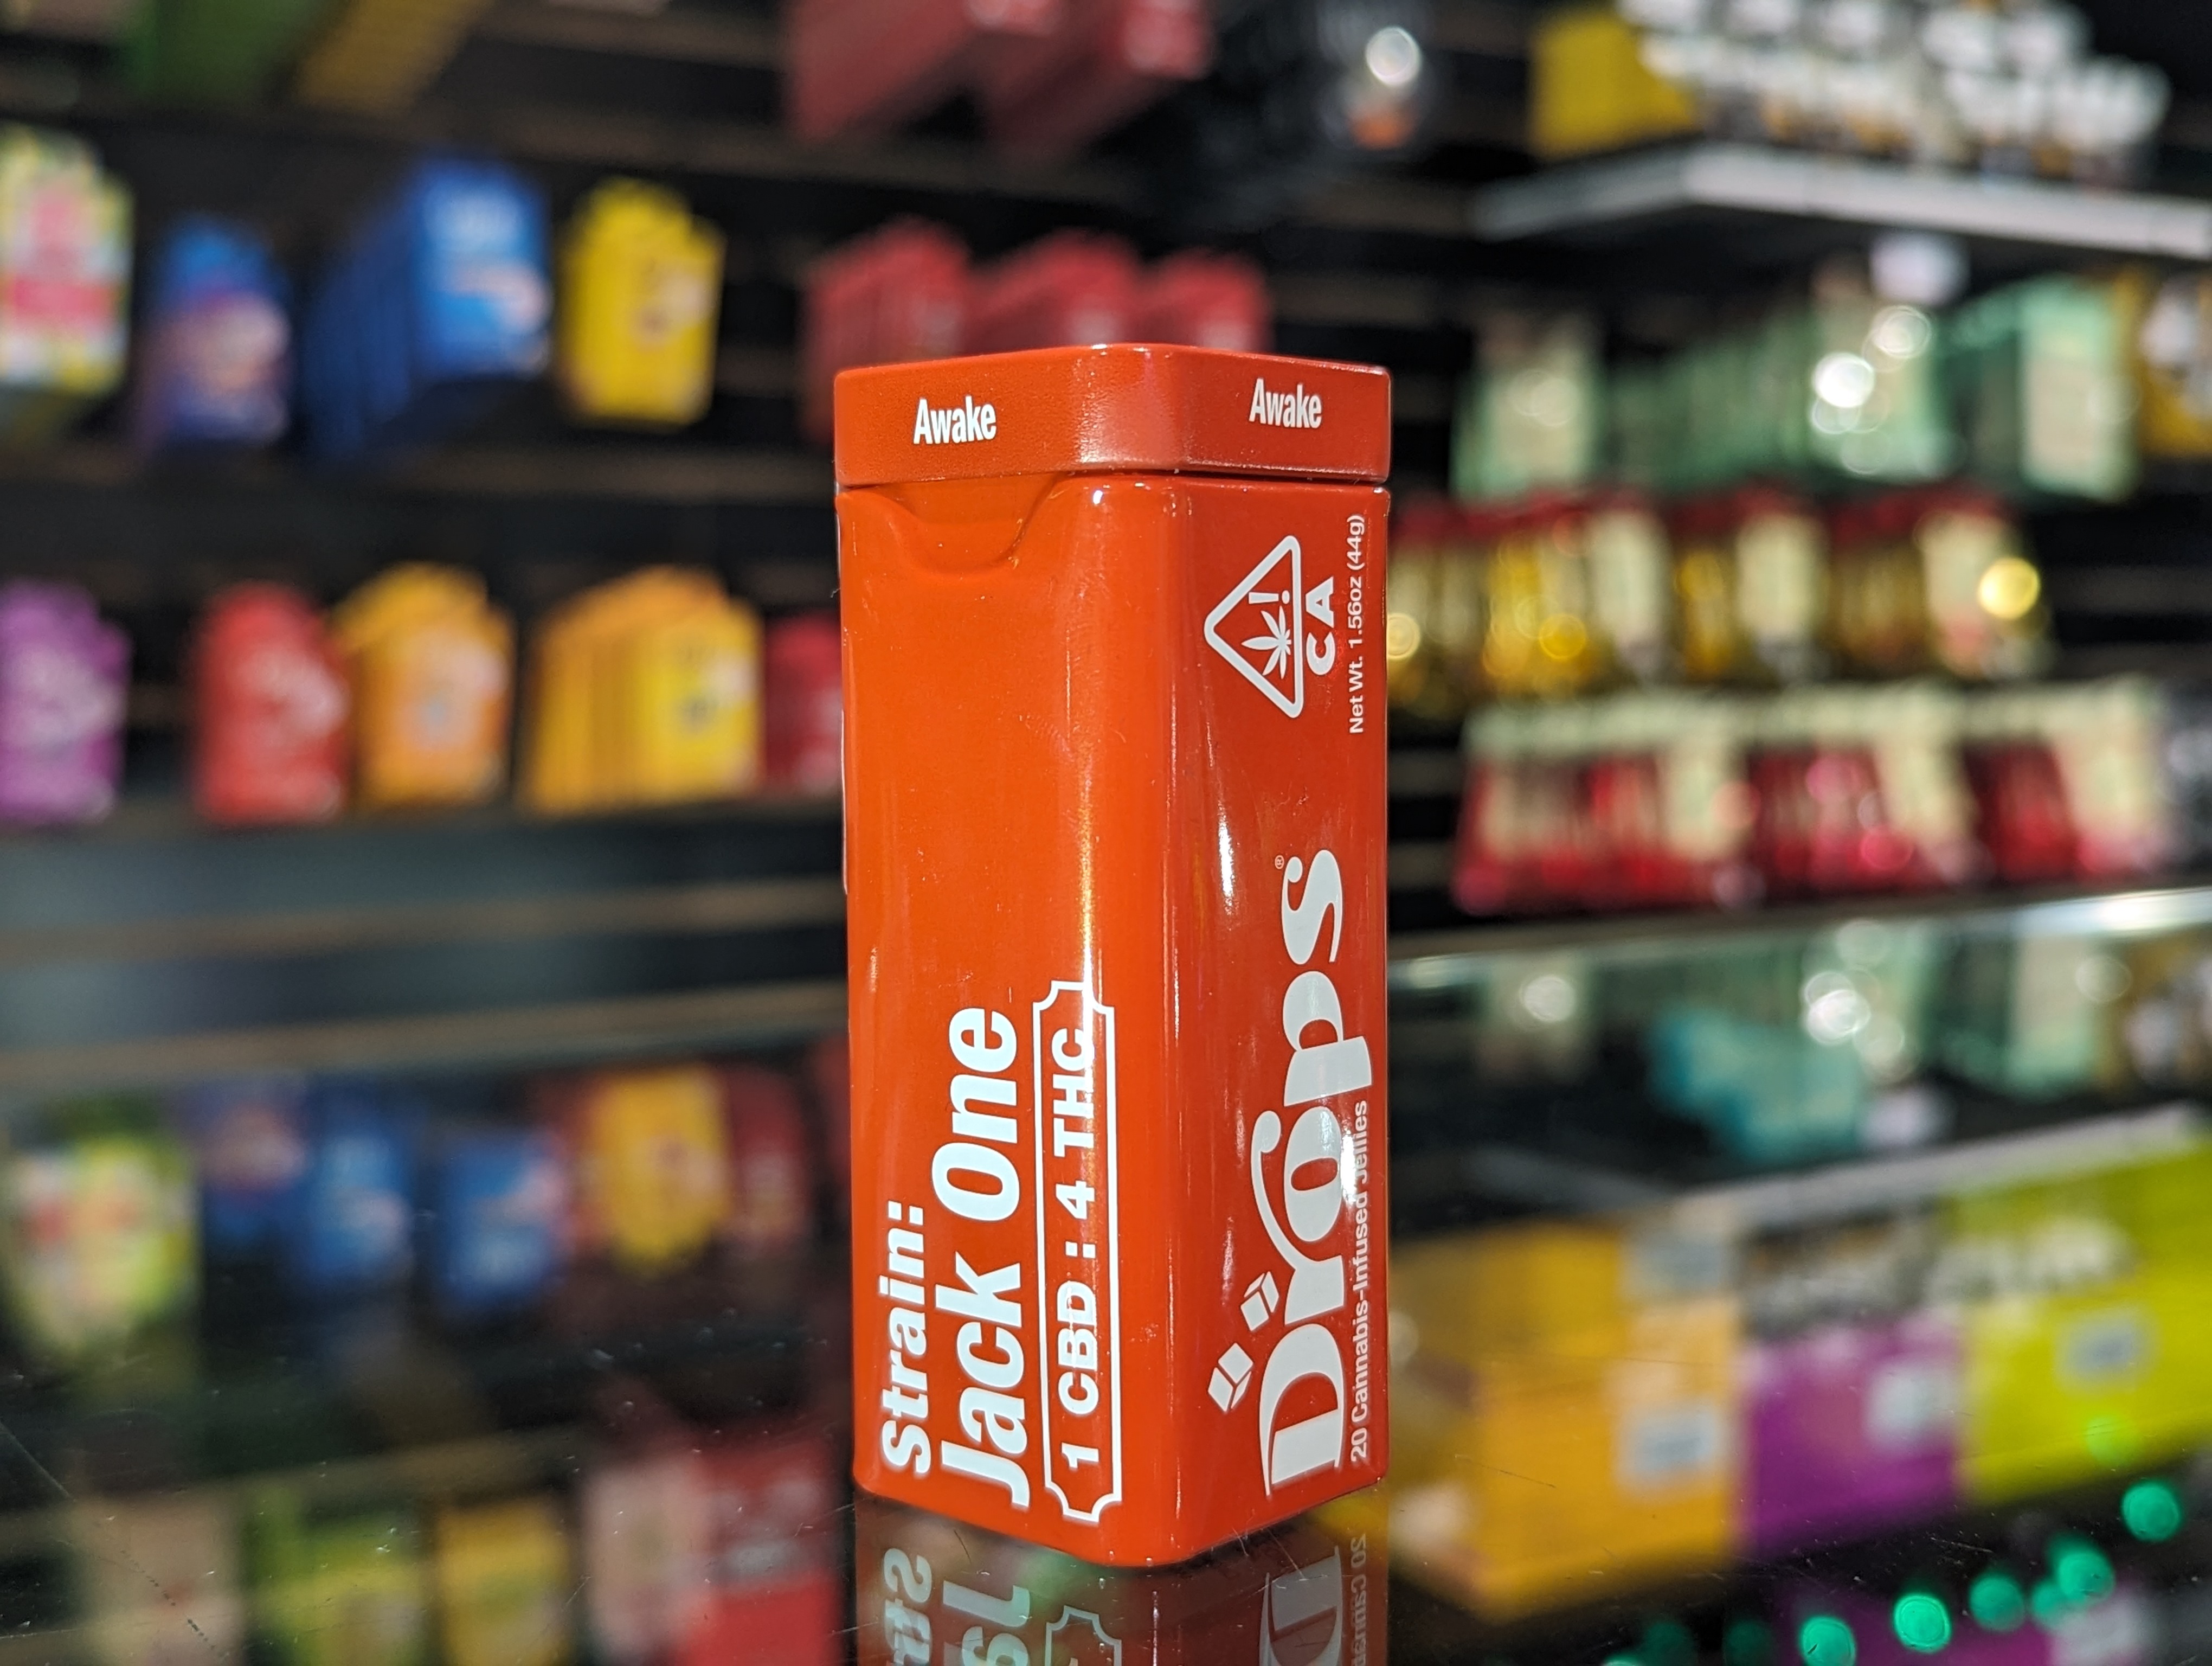 Awake
Awake
Strain:
Jack One
1 CBD : 4 THC
Drops®
20 Cannabis-Infused Jellies
! CA
Net Wt. 1.56oz (44g)